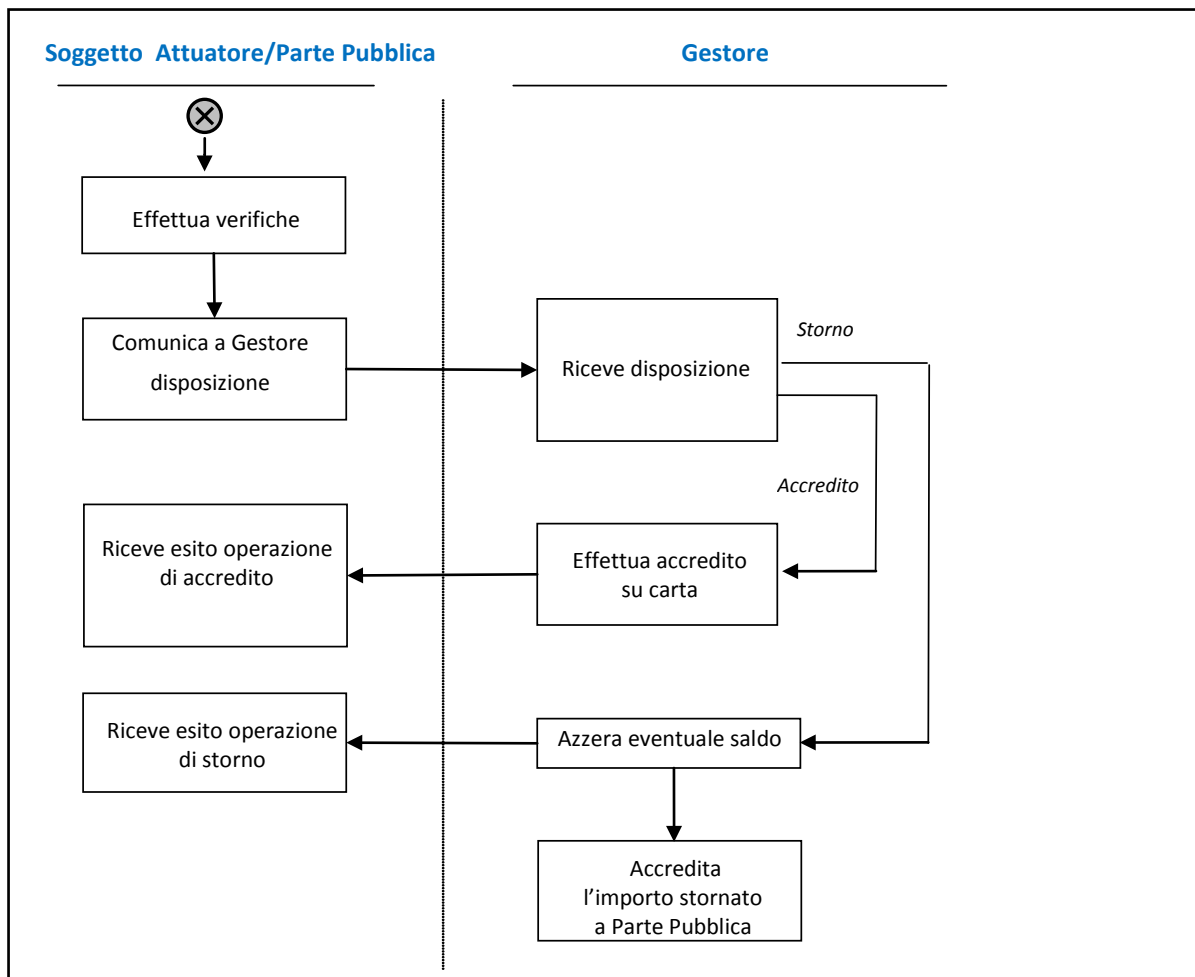 Soggetto Attuatore/Parte Pubblica
Gestore
Effettua verifiche
Comunica a Gestore
disposizione
Riceve disposizione
Storno
Accredito
Riceve esito operazione
di accredito
Effettua accredito
su carta
Riceve esito operazione
di storno
Azzera eventuale saldo
Accredita
l’importo stornato
a Parte Pubblica